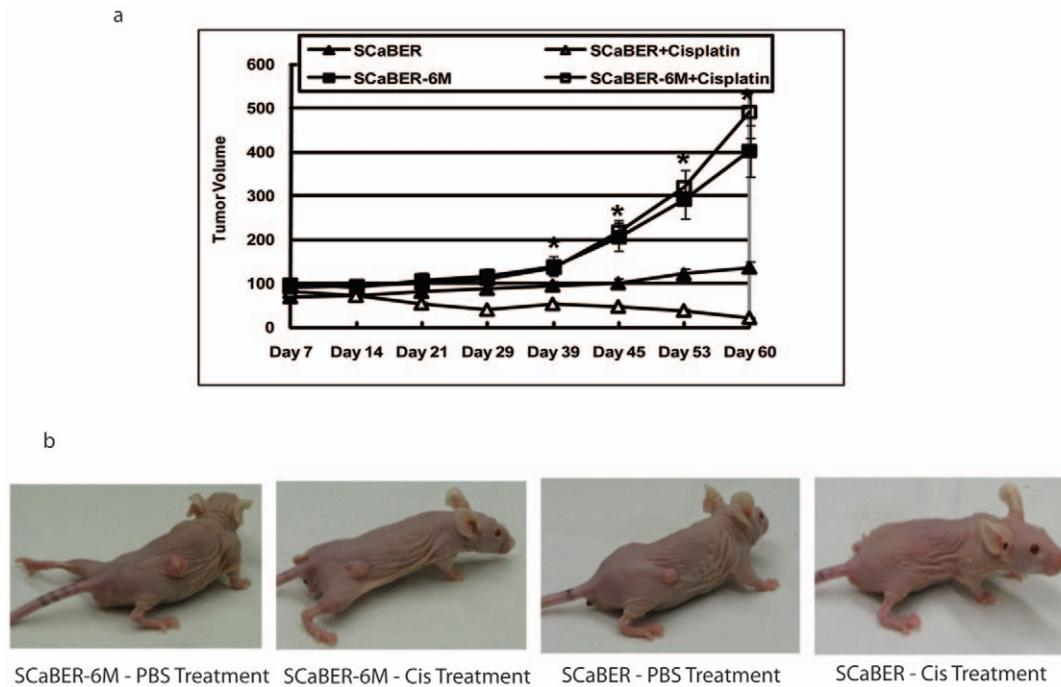 a
SCaBER SCaBER+Cisplatin
SCaBER-6M SCaBER-6M+Cisplatin
600
500
400
300
200
100
0
Tumor Volume
* * * *
Day 7 Day 14 Day 21 Day 29 Day 39 Day 45 Day 53 Day 60
b
SCaBER-6M - PBS Treatment SCaBER-6M - Cis Treatment SCaBER - PBS Treatment SCaBER - Cis Treatment